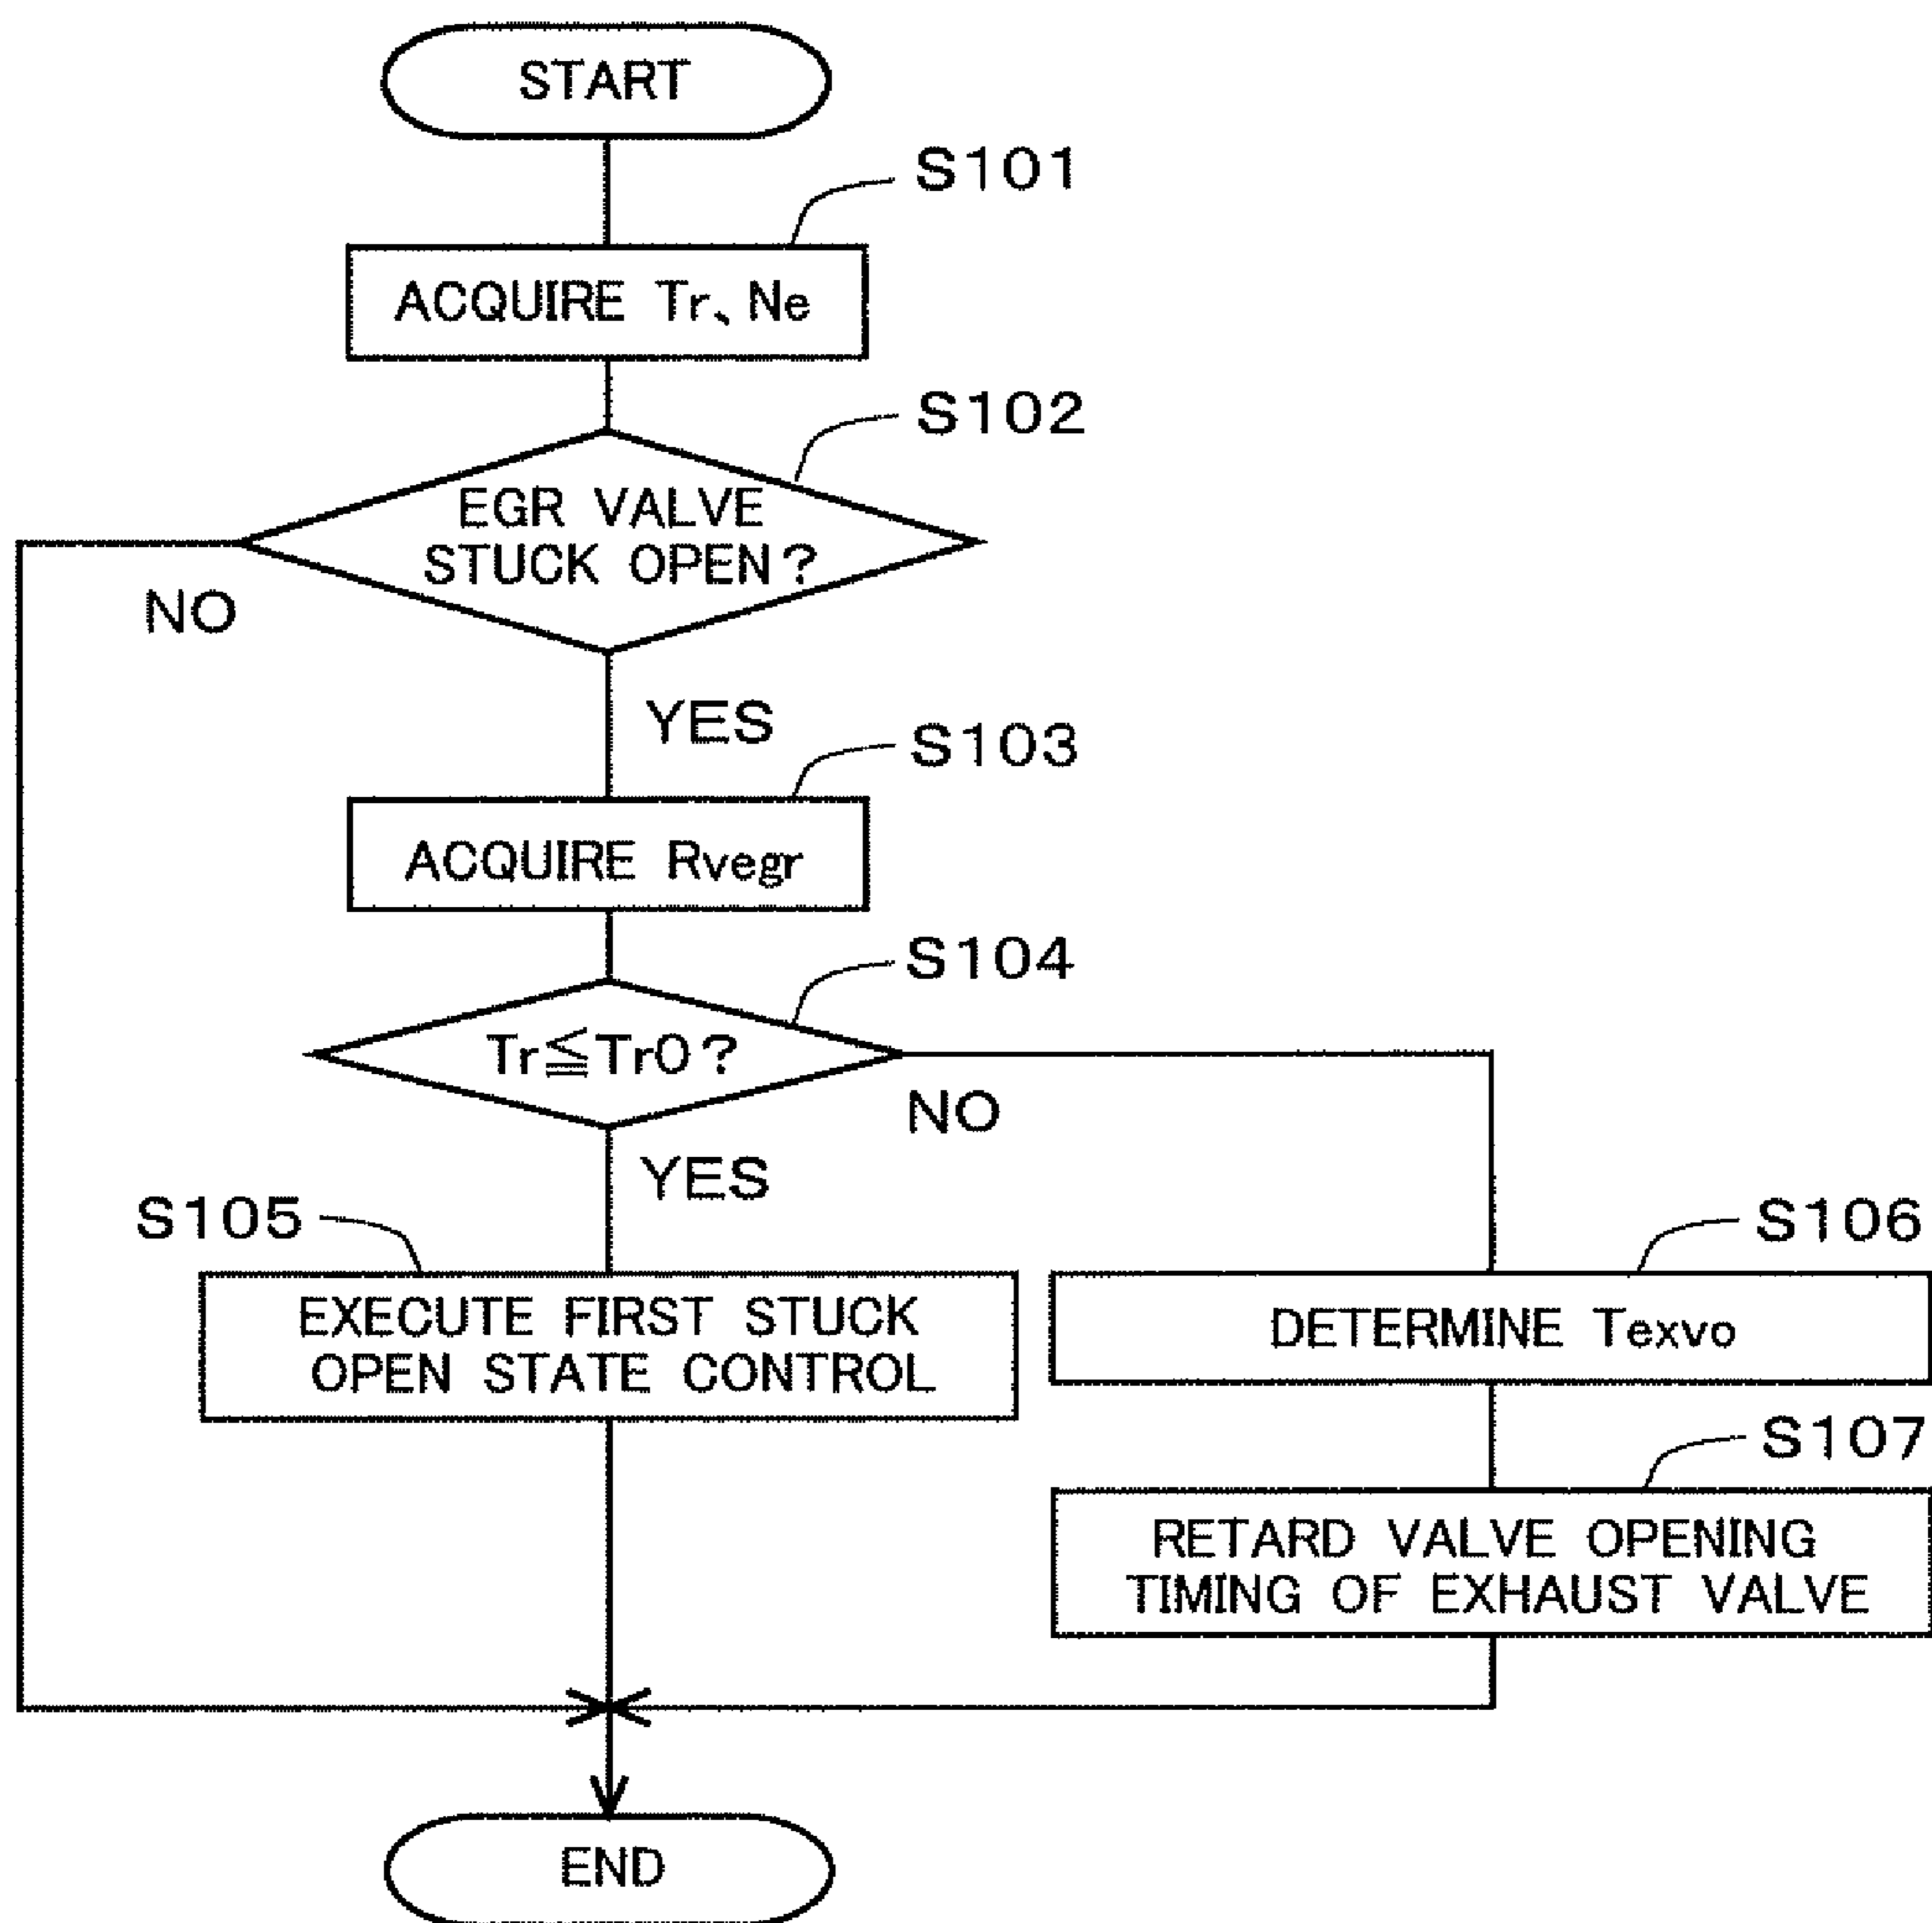 START
S101
ACQUIRE Tr、Ne
S102
EGR VALVE
STUCK OPEN?
NO
YES
S103
ACQUIRE Rvegr
S104
Tr≦Tr0?
NO
YES
S105
EXECUTE FIRST STUCK
OPEN STATE CONTROL
S106
DETERMINE Texvo
S107
RETARD VALVE OPENING
TIMING OF EXHAUST VALVE
END